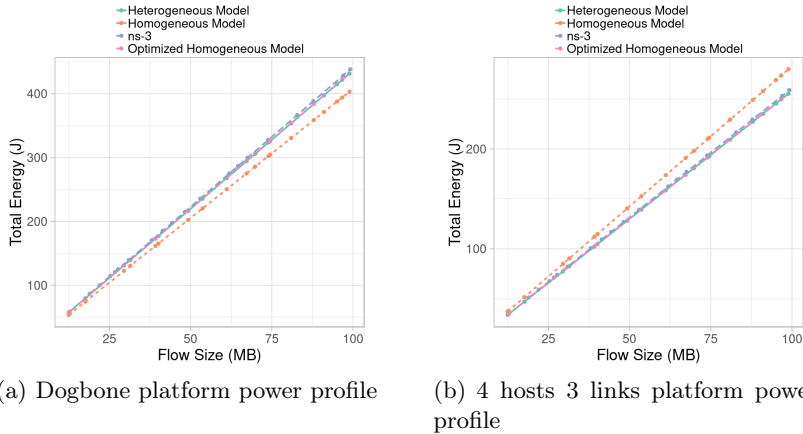 Heterogeneous Model
Homogeneous Model
ns-3
Optimized Homogeneous Model
400
300
200
100
Total Energy (J)
25
50
75
100
Flow Size (MB)
a) Dogbone platform power profile
Heterogeneous Model
Homogeneous Model
ns-3
Optimized Homogeneous Model
200
100
Total Energy (J)
25
50
75
100
Flow Size (MB)
(b) 4 hosts 3 links platform powe
profile